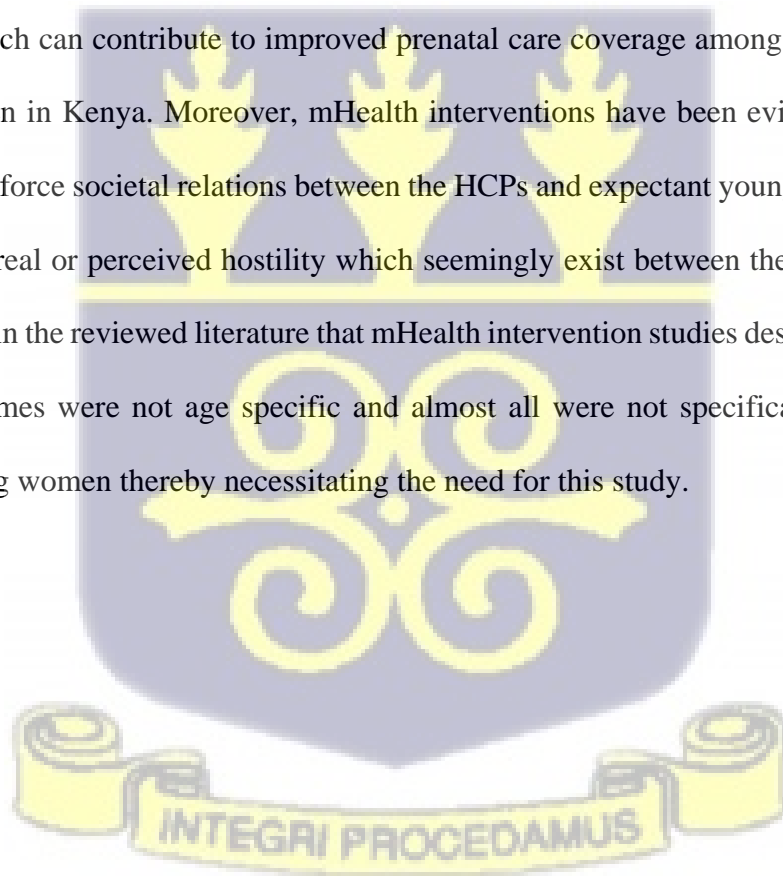 ch can contribute to improved prenatal care coverage among
n in Kenya. Moreover, mHealth interventions have been evi
force societal relations between the HCPs and expectant youn
real or perceived hostility which seemingly exist between the
in the reviewed literature that mHealth intervention studies des
mes were not age specific and almost all were not specifica
g women thereby necessitating the need for this study.
INTEGRI PROCEDAMUS